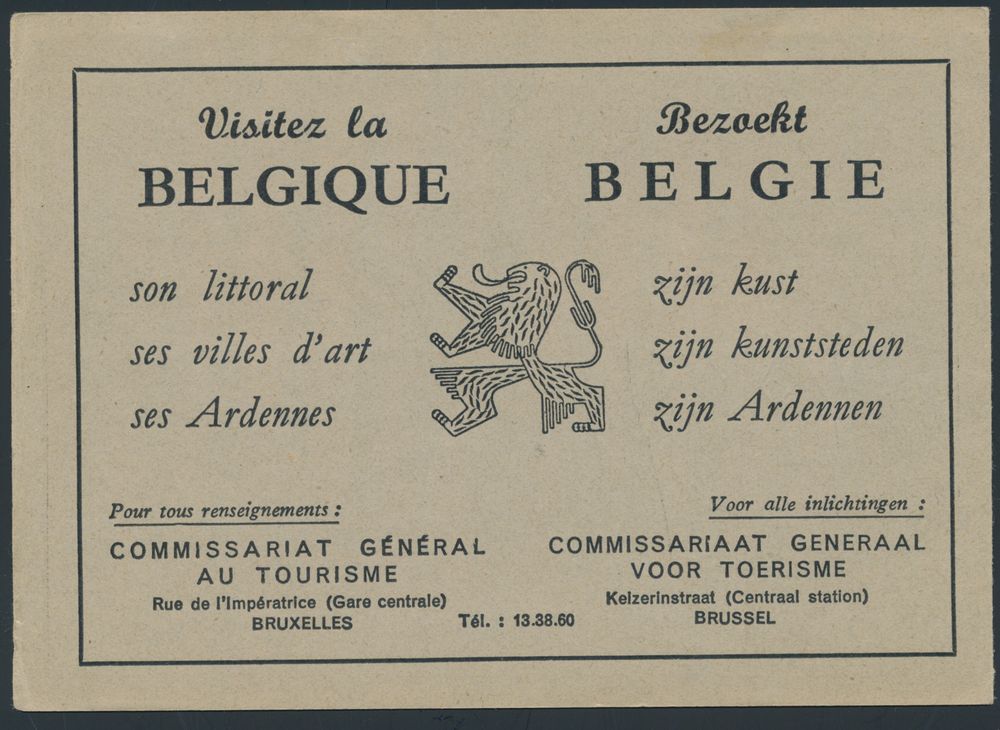 Visitez la
BELGIQUE
son littoral
ses villes d'art
ses Ardennes
Pour tous renseignements :
COMMISSARIAT GÉNÉRAL
AU TOURISME
Rue de l'Impératrice (Gare centrale)
BRUXELLES
Bezoekt
BELGIE
zijn kust
zijn kunststeden
zijn Ardennen
Voor alle inlichtingen :
COMMISSARIAAT GENERAAL
VOOR TOERISME
Keizerinstraat (Centraal station)
BRUSSEL
Tél. : 13.38.60